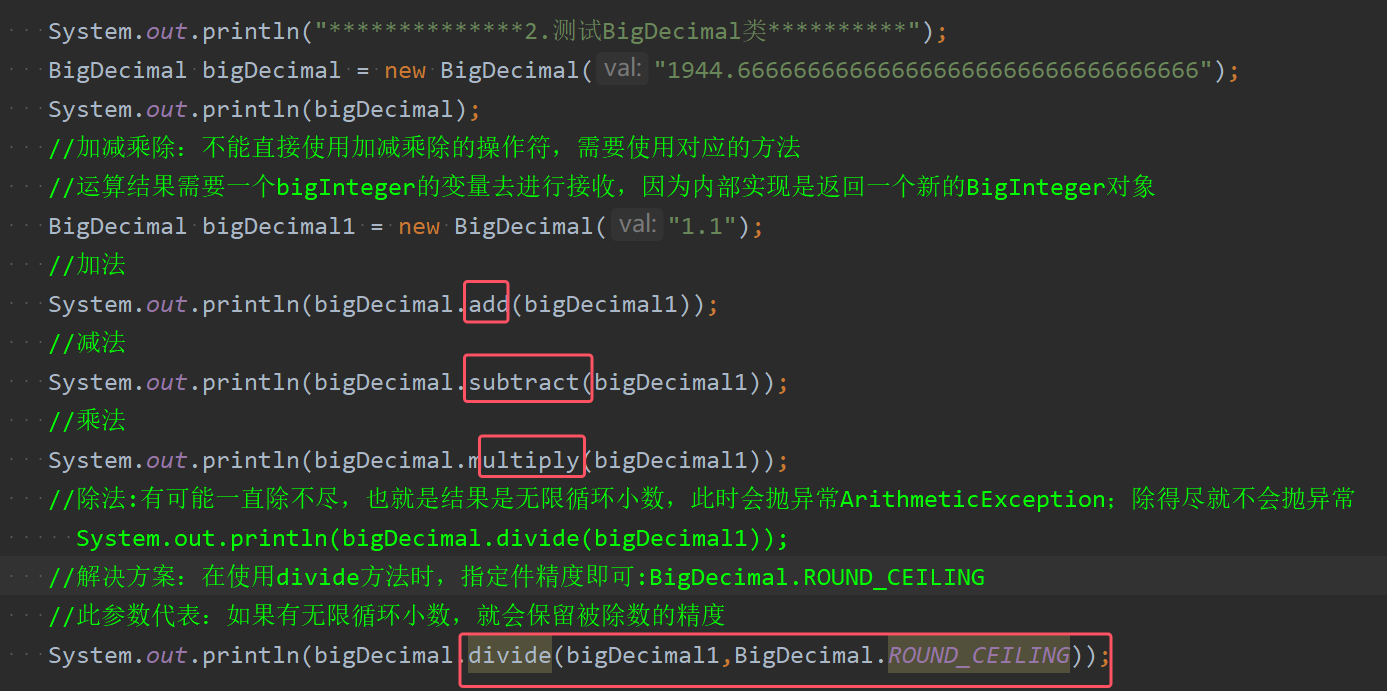 System.out.println("**************2.测试BigDecimal类**********");
BigDecimal bigDecimal = new BigDecimal( val: "1944.66666666666666666666666666666");
System.out.println(bigDecimal);
//加减乘除：不能直接使用加减乘除的操作符，需要使用对应的方法
//运算结果需要一个bigInteger的变量去进行接收，因为内部实现是返回一个新的BigInteger对象
BigDecimal bigDecimal1 = new BigDecimal( val: "1.1");
//加法
System.out.println(bigDecimal.add(bigDecimal1));
//减法
System.out.println(bigDecimal.subtract(bigDecimal1));
//乘法
System.out.println(bigDecimal.multiply(bigDecimal1));
//除法:有可能一直除不尽，也就是结果是无限循环小数，此时会抛异常ArithmeticException；除得尽就不会抛异常
System.out.println(bigDecimal.divide(bigDecimal1));
//解决方案：在使用divide方法时，指定件精度即可:BigDecimal.ROUND_CEILING
//此参数代表：如果有无限循环小数，就会保留被除数的精度
System.out.println(bigDecimal.divide(bigDecimal1,BigDecimal.ROUND_CEILING));